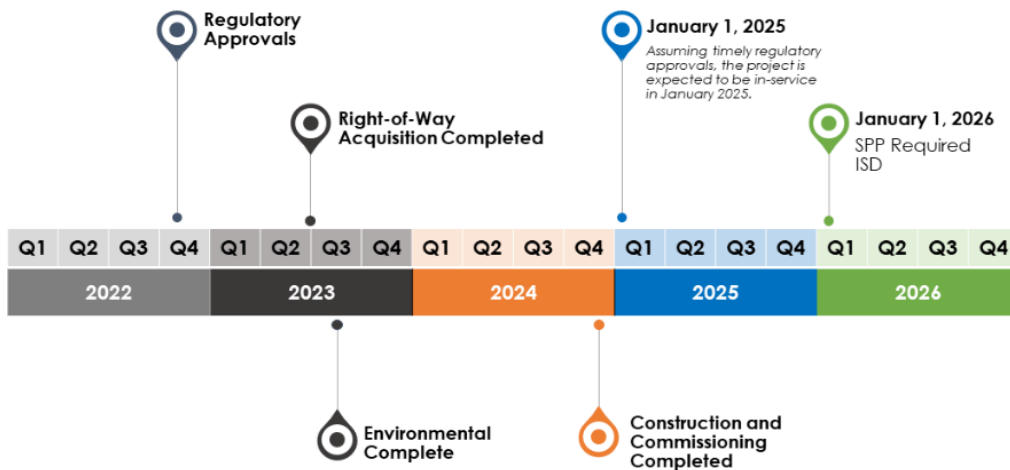 Regulatory
Approvals
January 1, 2025
Assuming timely regulatory
approvals, the project is
expected to be in-service
in January 2025.
Right-of-Way
Acquisition Completed
January 1, 2026
SPP Required
ISD
Q1 Q2 Q3 Q4 Q1 Q2 Q3 Q4 Q1 Q2 Q3 Q4 Q1 Q2 Q3 Q4 Q1 Q2 Q3 Q4
2022 2023 2024 2025 2026
Environmental
Complete
Construction and
Commissioning
Completed